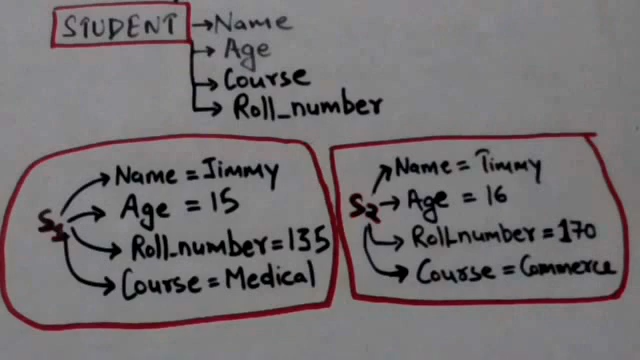 STUDENT
Name
Age
Course
Roll_number
S1
Name = Jimmy
Age = 15
Roll_number = 135
Course = Medical
S2
Name = Timmy
Age = 16
Roll_number = 170
Course = Commerce